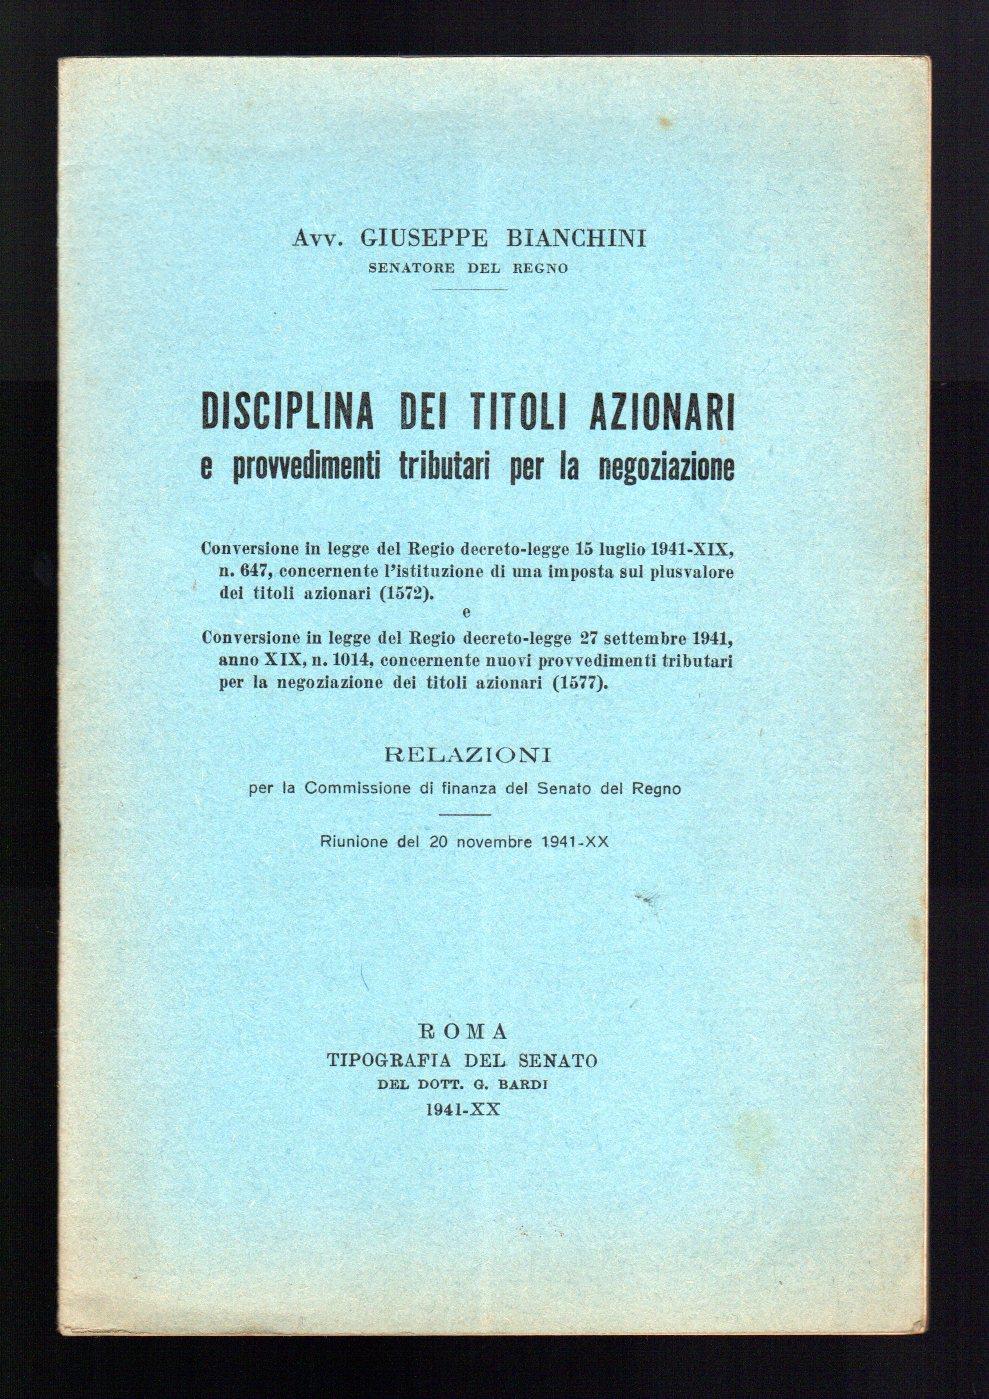 Avv. GIUSEPPE BIANCHINI
SENATORE DEL REGNO
DISCIPLINA DEI TITOLI AZIONARI
e provvedimenti tributari per la negoziazione
Conversione in legge del Regio decreto-legge 15 luglio 1941-XIX,
n. 647, concernente l'istituzione di una imposta sul plusvalore
dei titoli azionari (1572).
e
Conversione in legge del Regio decreto-legge 27 settembre 1941,
anno XIX, n. 1014, concernente nuovi provvedimenti tributari
per la negoziazione dei titoli azionari (1577).
RELAZIONI
per la Commissione di finanza del Senato del Regno
Riunione del 20 novembre 1941-XX
ROMA
TIPOGRAFIA DEL SENATO
DEL DOTT. G. BARDI
1941-XX